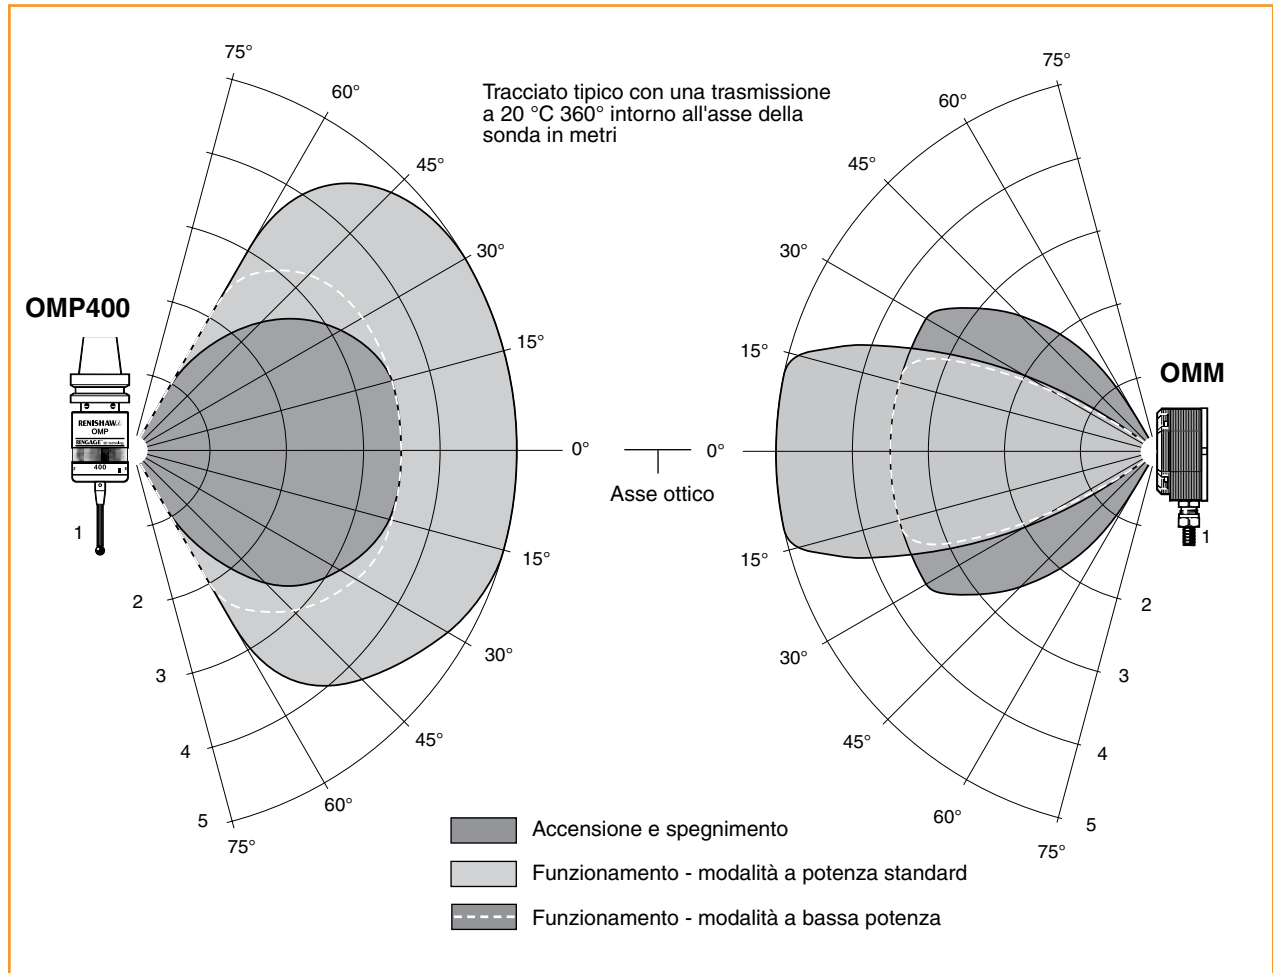 75°
60°
45°
30°
15°
0°
15°
30°
45°
60°
75°
Tracciato tipico con una trasmissione
a 20 °C 360° intorno all'asse della
sonda in metri
OMP400
RENISHAW
OMP
RENGAGE
400
1
2
3
4
5
Asse ottico
75°
60°
45°
30°
15°
0°
15°
30°
45°
60°
75°
OMM
1
2
3
4
5
Accensione e spegnimento
Funzionamento - modalità a potenza standard
Funzionamento - modalità a bassa potenza